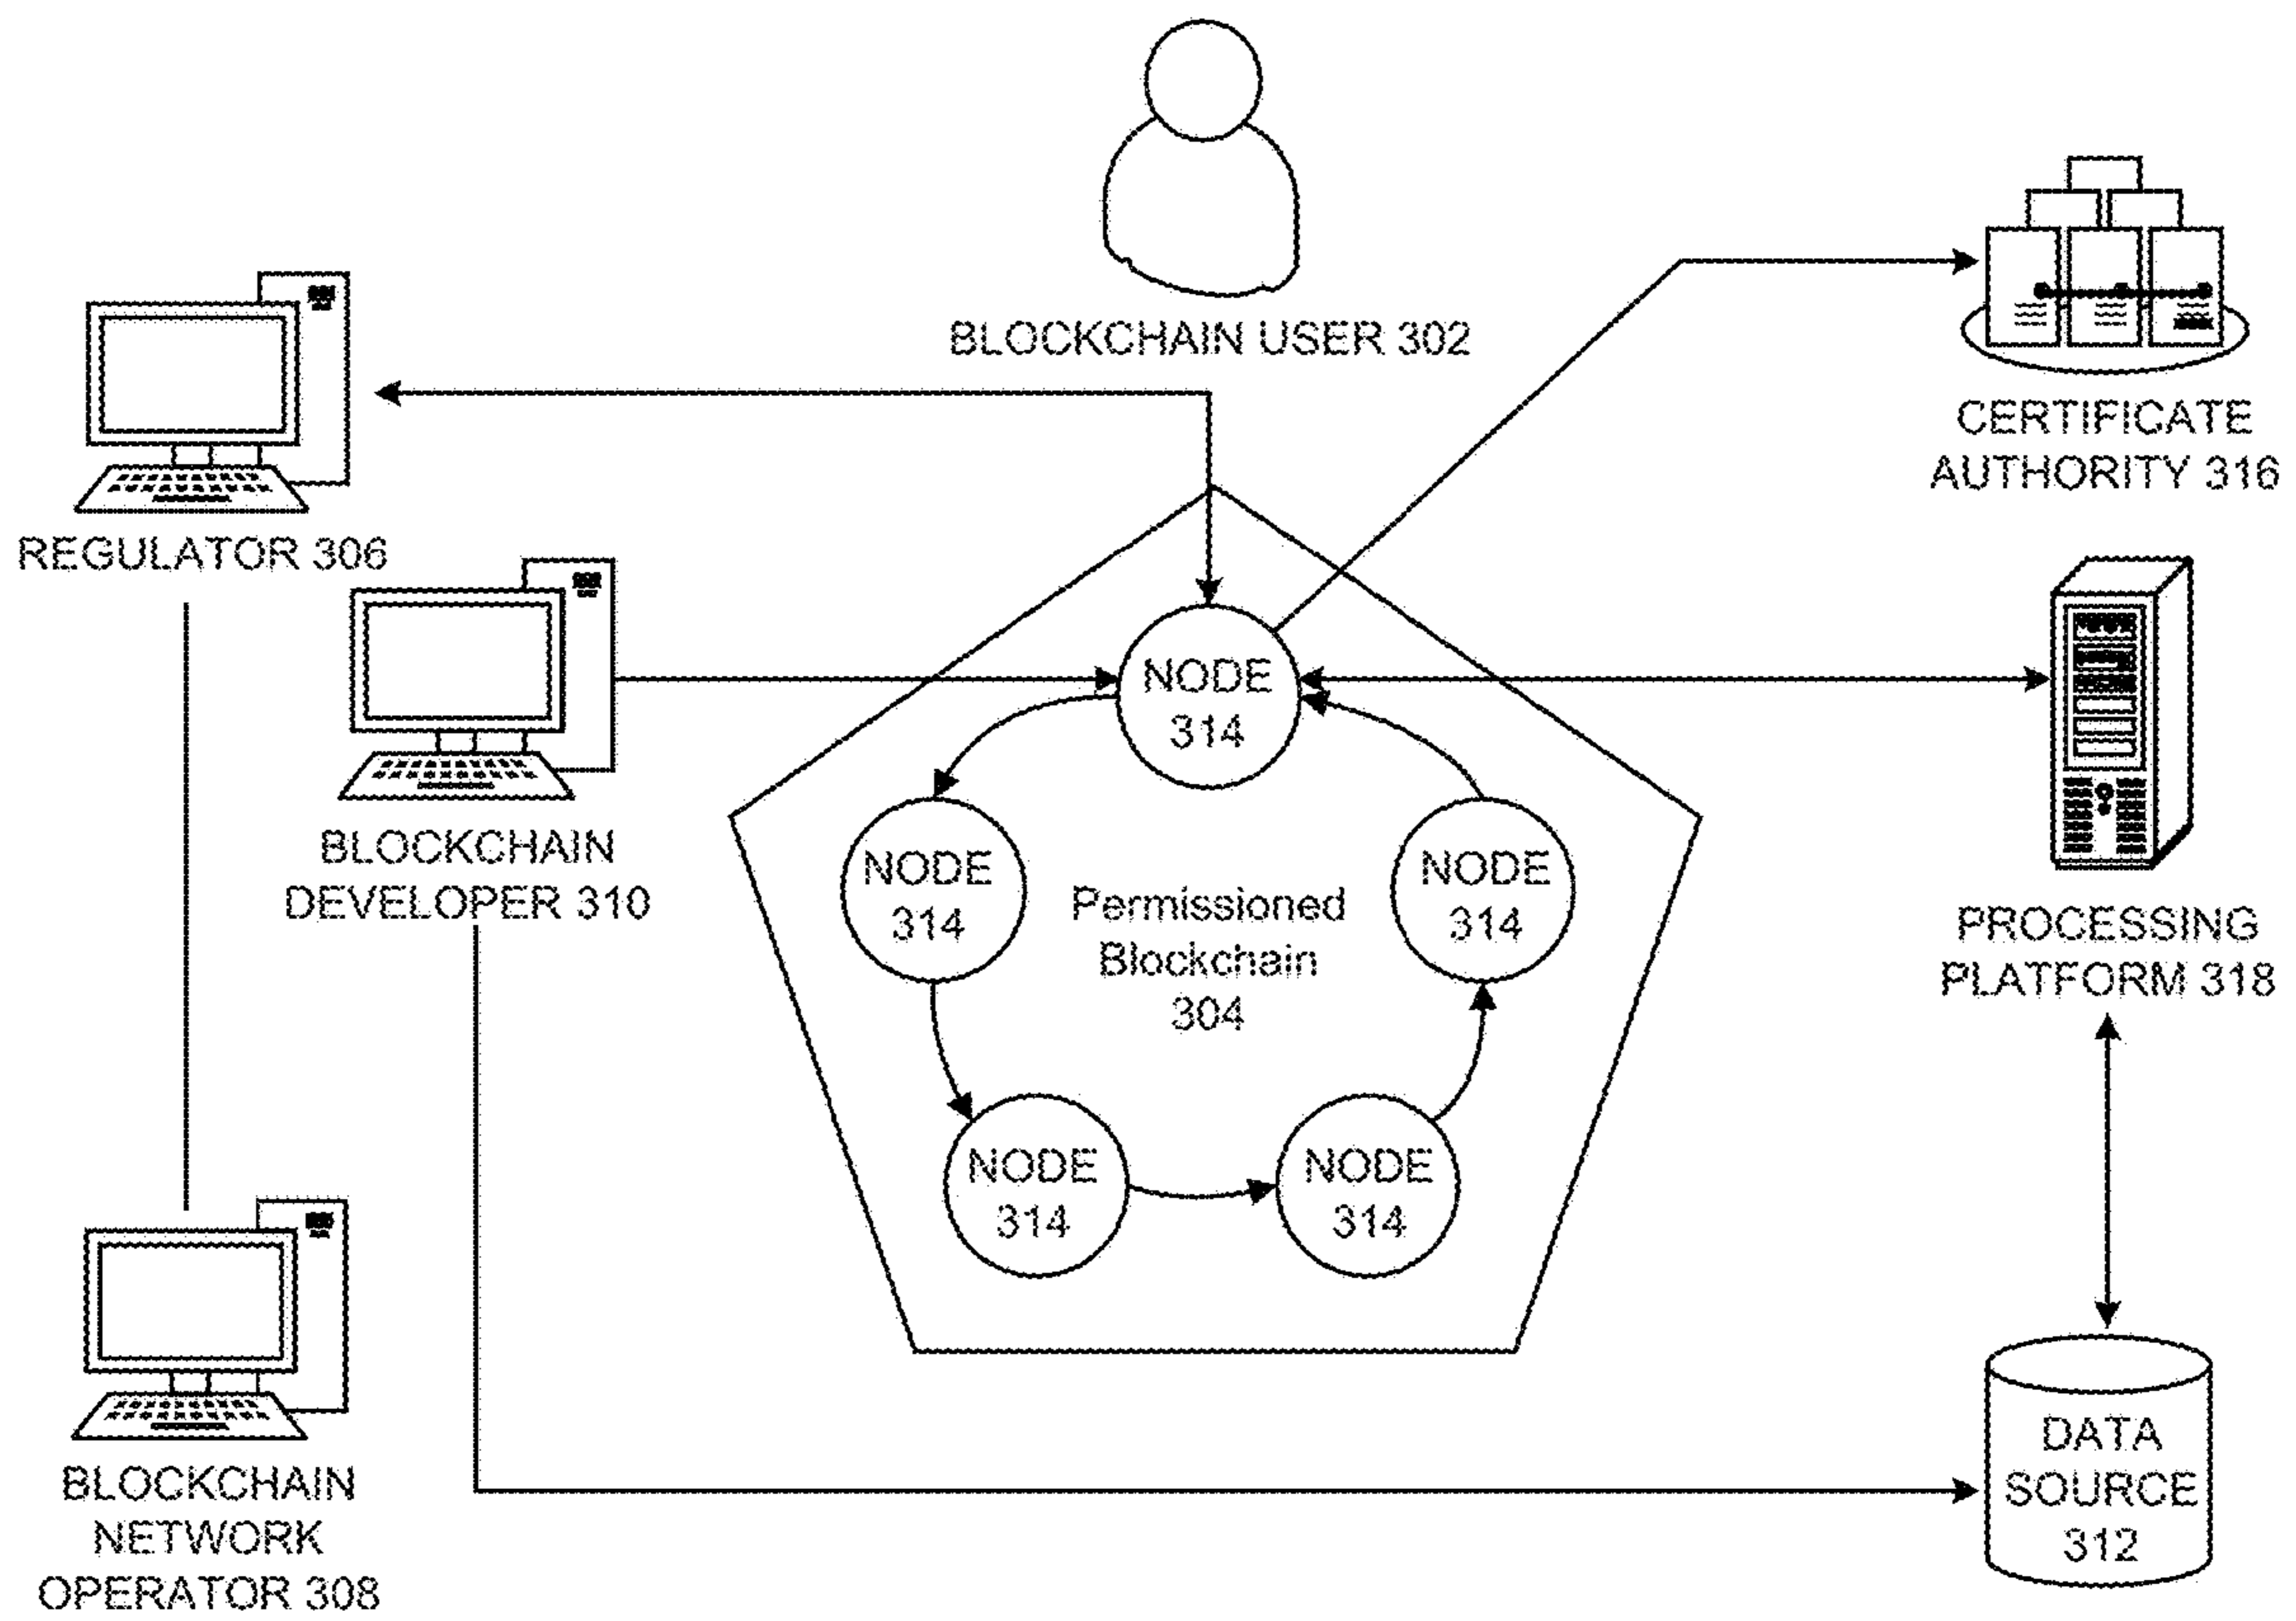 BLOCKCHAIN USER 302
CERTIFICATE
AUTHORITY 316
REGULATOR 306
BLOCKCHAIN
DEVELOPER 310
NODE
314
NODE
314
Permissioned
Blockchain
304
NODE
314
PROCESSING
PLATFORM 318
NODE
314
NODE
314
BLOCKCHAIN
NETWORK
OPERATOR 308
DATA
SOURCE
312